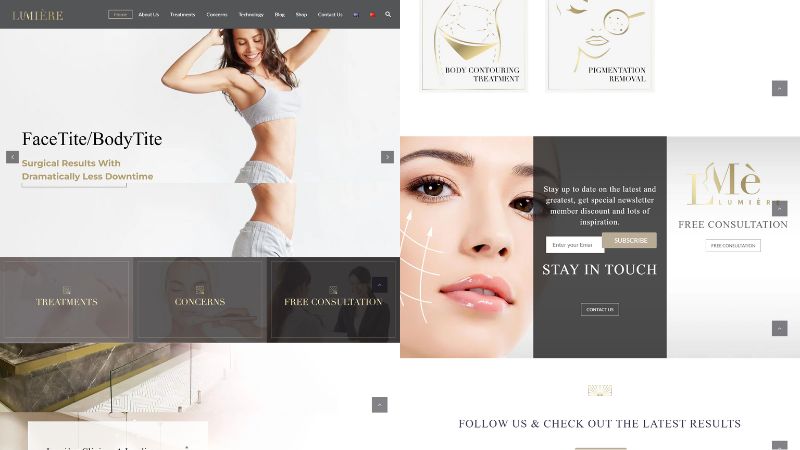 LUMIÈRE
Home About Us Treatments Concerns Technology Blog Shop Contact Us
FaceTite/BodyTite
Surgical Results With
Dramatically Less Downtime
TREATMENTS
CONCERNS
FREE CONSULTATION
BODY CONTOURING
TREATMENT
PIGMENTATION
REMOVAL
Stay up to date on the latest and
greatest, get special newsletter
member discount and lots of
inspiration.
Enter your Email
SUBSCRIBE
STAY IN TOUCH
CONTACT US
LUMIÈRE
FREE CONSULTATION
FREE CONSULTATION
FOLLOW US & CHECK OUT THE LATEST RESULTS